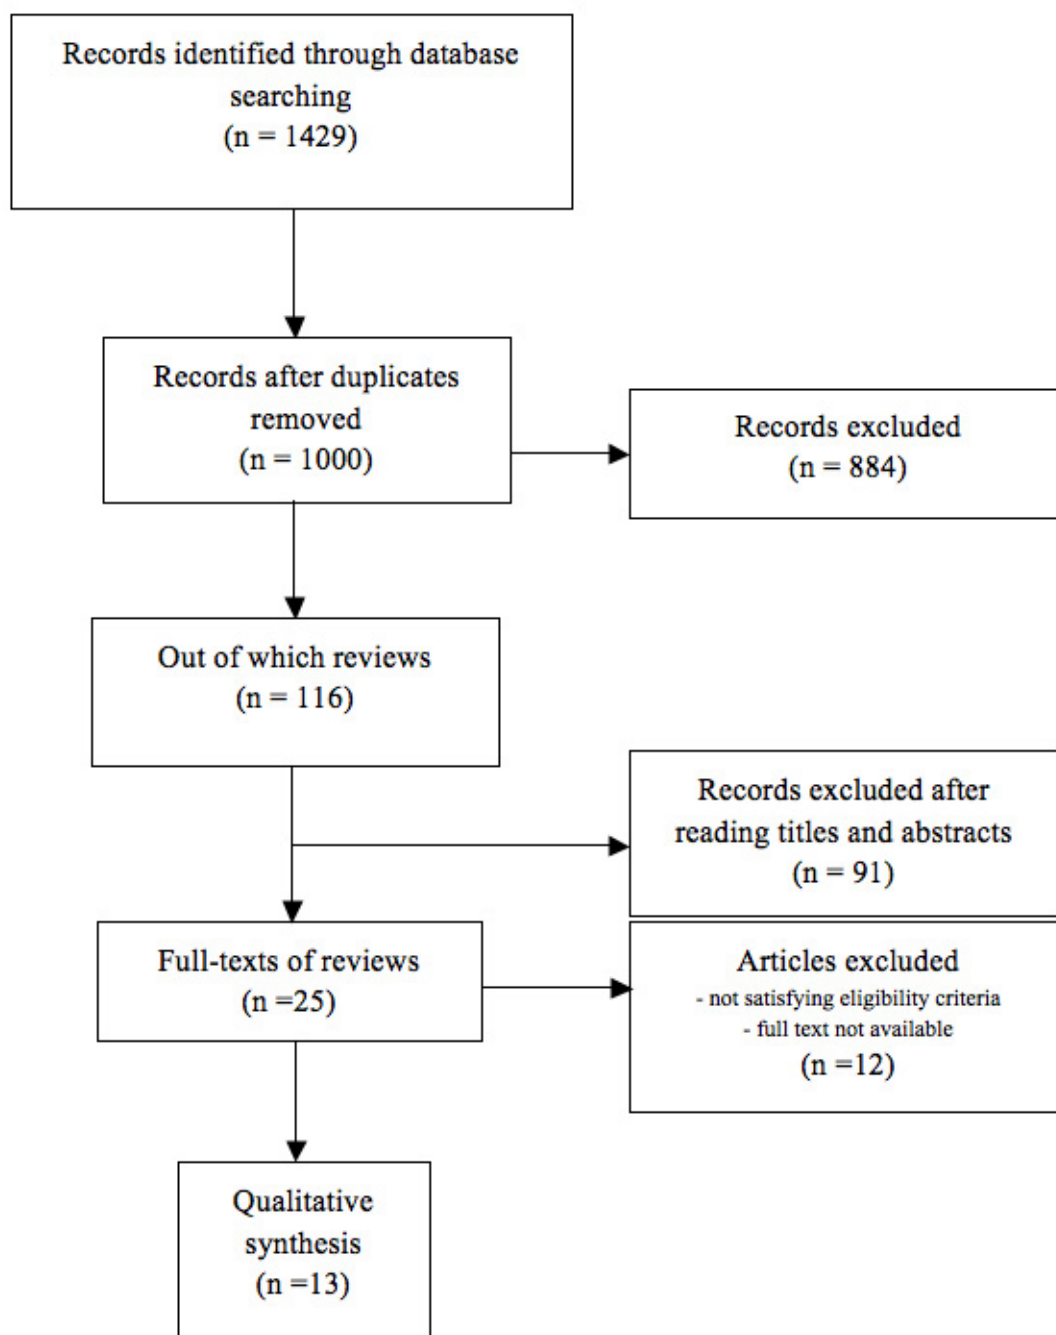 Records identified through database
searching
(n = 1429)
Records after duplicates
removed
(n = 1000)
Records excluded
(n = 884)
Out of which reviews
(n = 116)
Records excluded after
reading titles and abstracts
(n = 91)
Full-texts of reviews
(n =25)
Articles excluded
- not satisfying eligibility criteria
- full text not available
(n =12)
Qualitative
synthesis
(n =13)